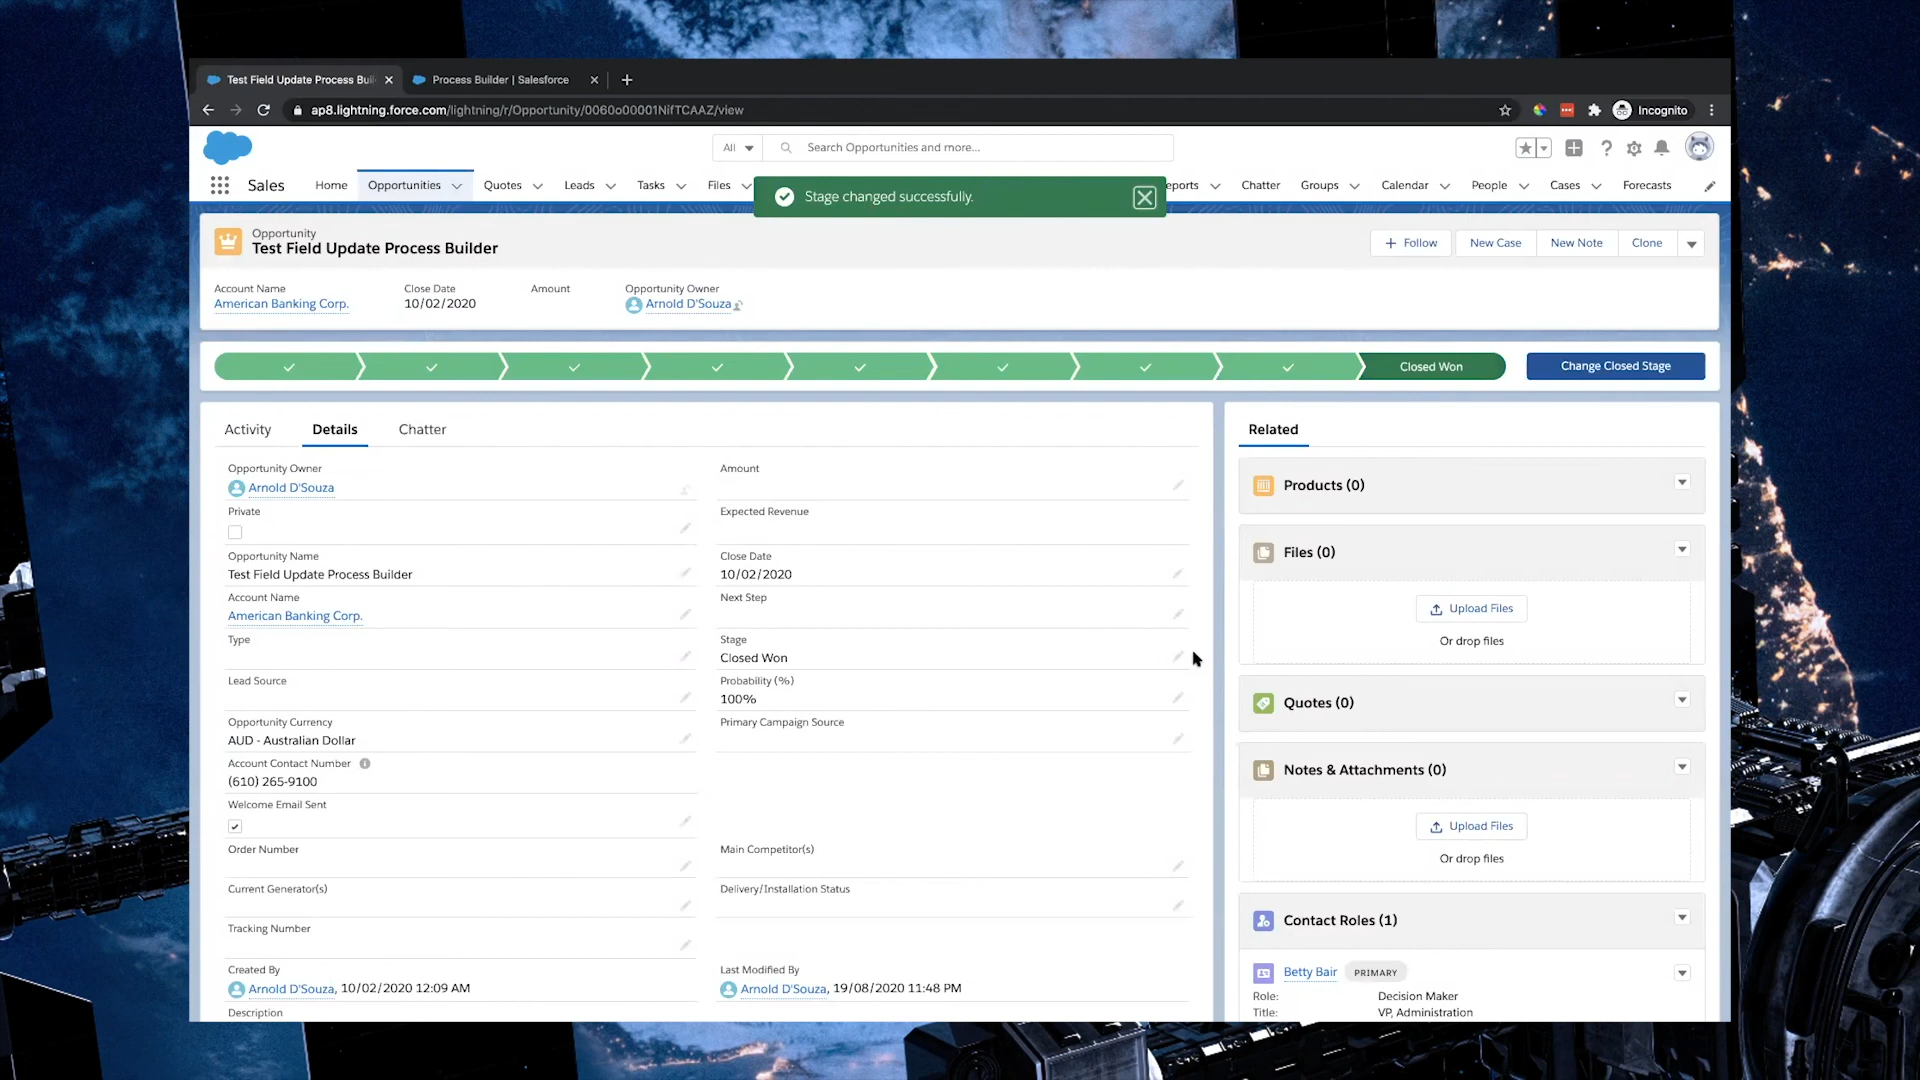 Test Field Update Process Buil
Process Builder | Salesforce
ap8.lightning.force.com/lightning/r/Opportunity/0060o00001NifTCAAZ/view
Incognito
All
Search Opportunities and more...
Sales
Home
Opportunities
Quotes
Leads
Tasks
Files
eports
Chatter
Groups
Calendar
People
Cases
Forecasts
Stage changed successfully.
Opportunity
Test Field Update Process Builder
Follow
New Case
New Note
Clone
Account Name
American Banking Corp.
Close Date
10/02/2020
Amount
Opportunity Owner
Arnold D'Souza
Closed Won
Change Closed Stage
Activity
Details
Chatter
Opportunity Owner
Arnold D'Souza
Private
Opportunity Name
Test Field Update Process Builder
Account Name
American Banking Corp.
Type
Lead Source
Opportunity Currency
AUD - Australian Dollar
Account Contact Number
(610) 265-9100
Welcome Email Sent
Order Number
Current Generator(s)
Tracking Number
Created By
Arnold D'Souza, 10/02/2020 12:09 AM
Description
Amount
Expected Revenue
Close Date
10/02/2020
Next Step
Stage
Closed Won
Probability (%)
100%
Primary Campaign Source
Main Competitor(s)
Delivery/Installation Status
Last Modified By
Arnold D'Souza, 19/08/2020 11:48 PM
Related
Products (0)
Files (0)
Upload Files
Or drop files
Quotes (0)
Notes & Attachments (0)
Upload Files
Or drop files
Contact Roles (1)
Betty Bair
PRIMARY
Role: Decision Maker
Title: VP, Administration